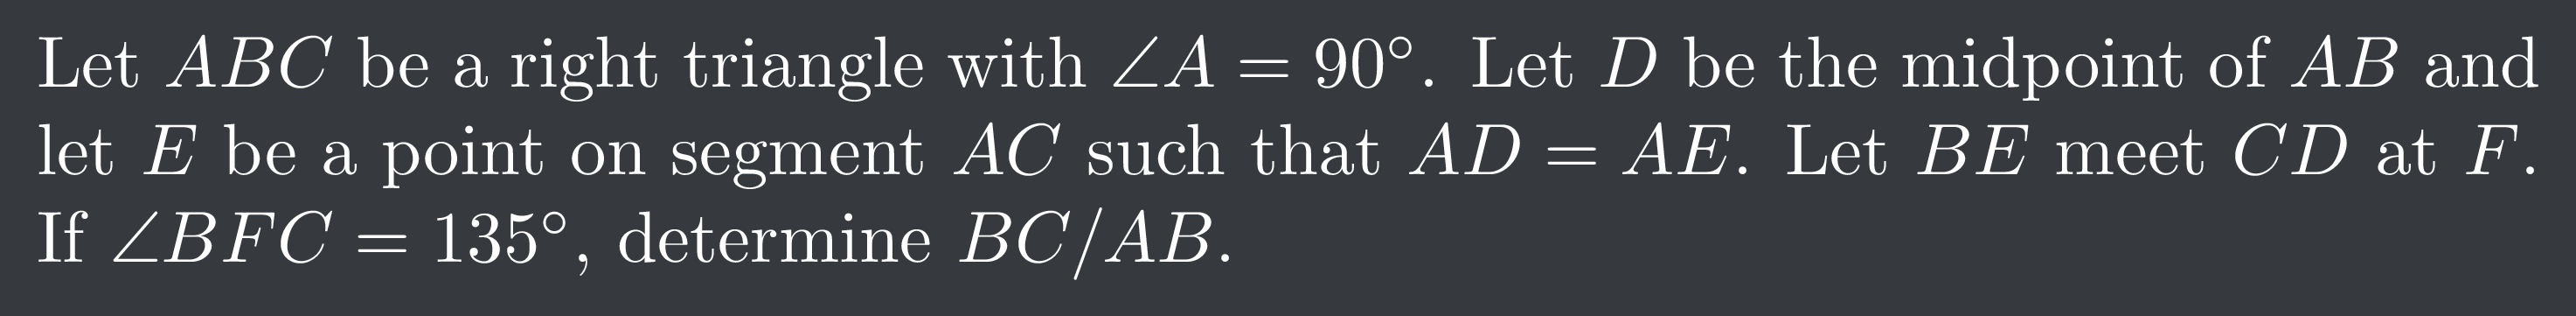 Let ABC be a right triangle with ∠A = 90°. Let D be the midpoint of AB and
let E be a point on segment AC such that AD = AE. Let BE meet CD at F.
If ∠BFC = 135°, determine BC/AB.